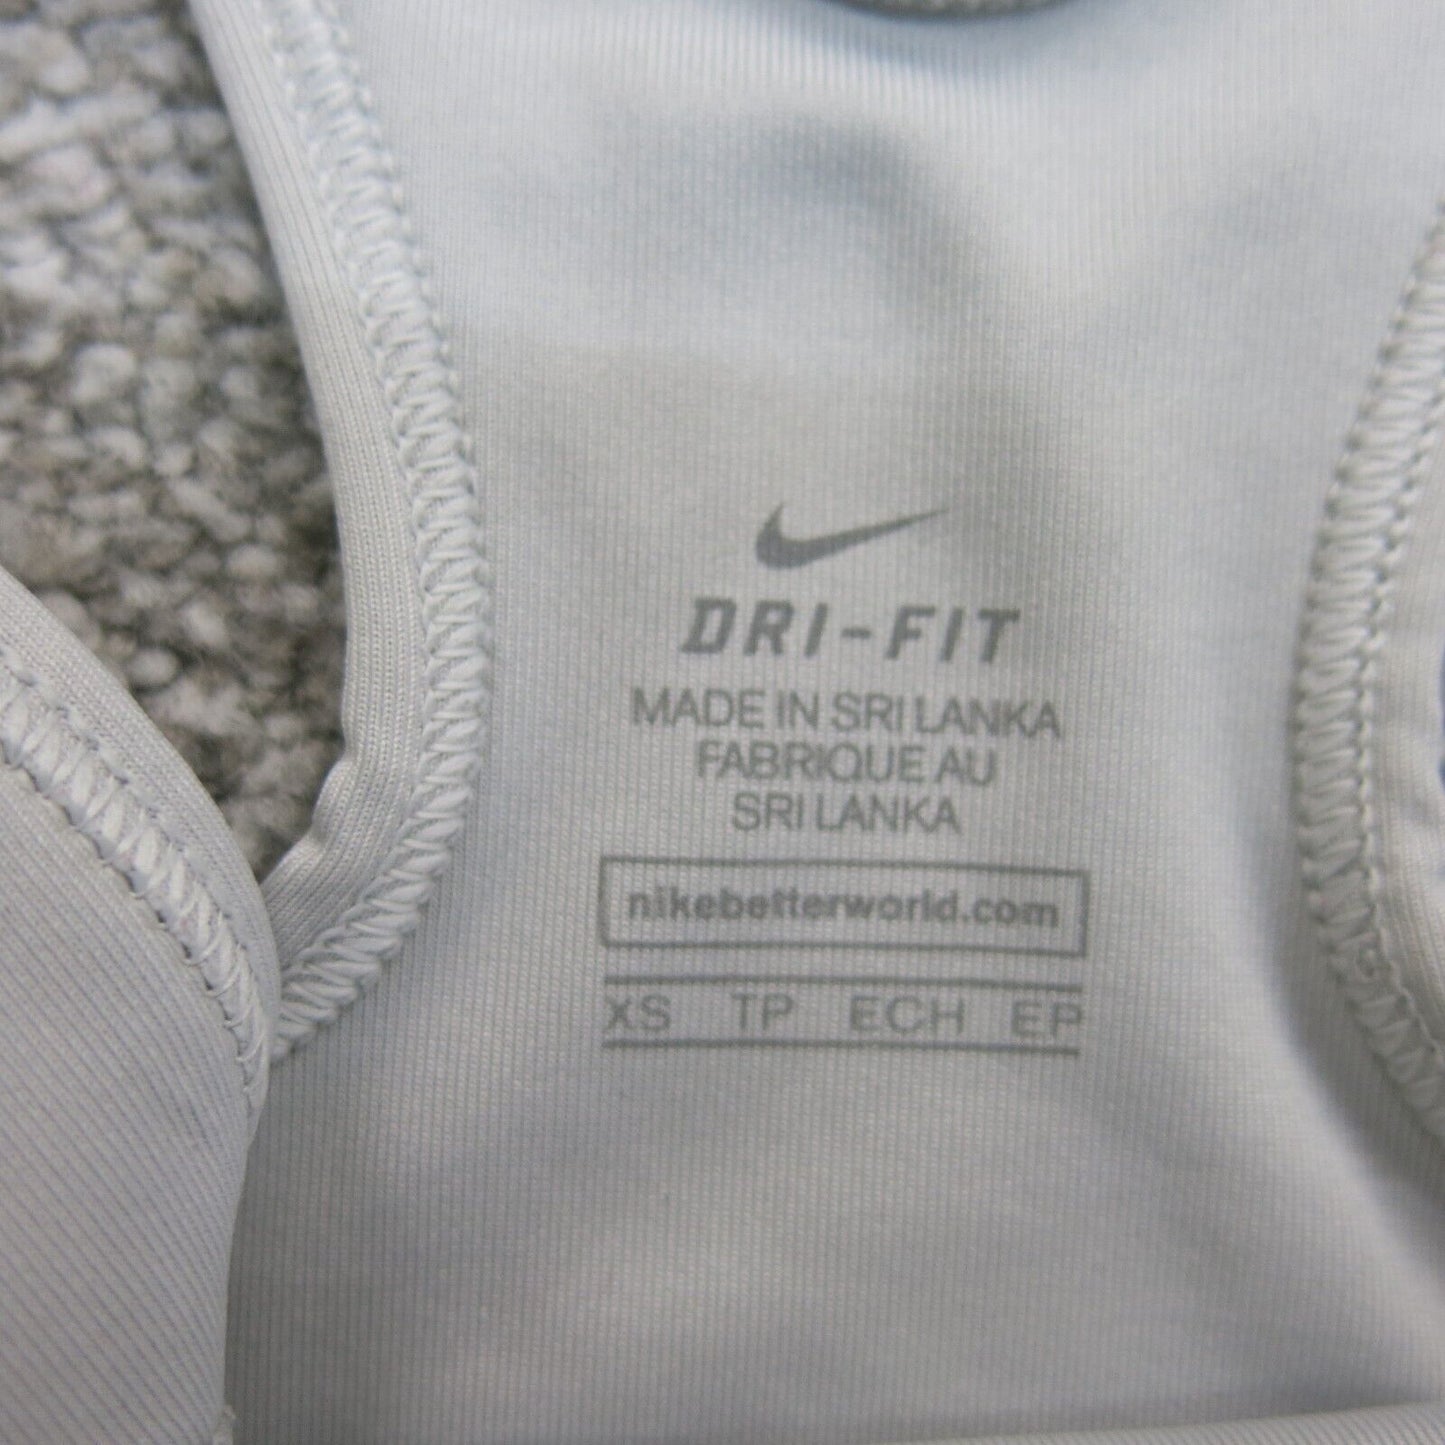 DRI-FIT
MADE IN SRI LANKA
FABRIQUE AU
SRI LANKA
nikebetterworld.com
XS TP ECH EP